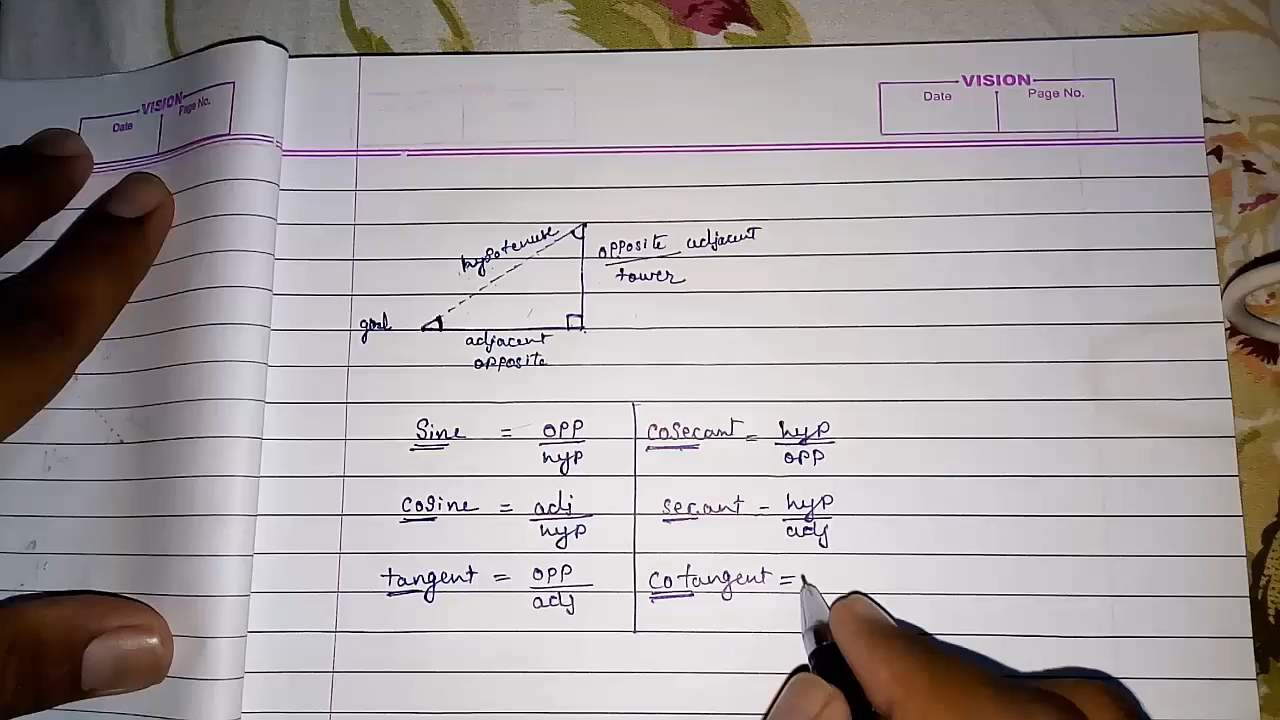 VISION
Date Page No.
VISION
Date Page No.
hypotenuse
opposite adjacent
tower
goal
adjacent
opposite
Sine = opp/hyp
cosecant = hyp/opp
cosine = adj/hyp
secant - hyp/adj
tangent = opp/adj
cotangent =